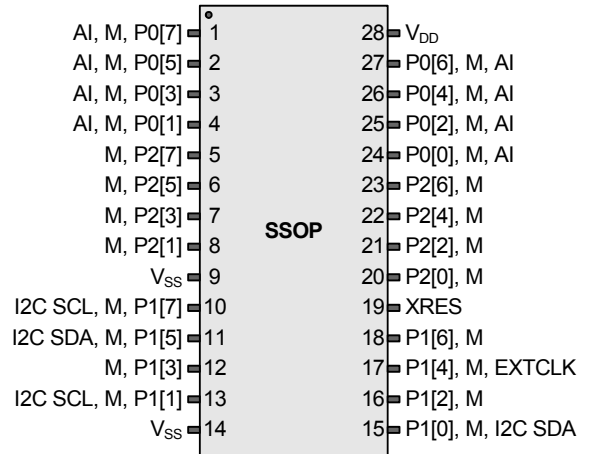 AI, M, P0[7] 1 28 VDD
AI, M, P0[5] 2 27 P0[6], M, AI
AI, M, P0[3] 3 26 P0[4], M, AI
AI, M, P0[1] 4 25 P0[2], M, AI
M, P2[7] 5 24 P0[0], M, AI
M, P2[5] 6 23 P2[6], M
M, P2[3] 7 22 P2[4], M
SSOP
M, P2[1] 8 21 P2[2], M
VSS 9 20 P2[0], M
I2C SCL, M, P1[7] 10 19 XRES
I2C SDA, M, P1[5] 11 18 P1[6], M
M, P1[3] 12 17 P1[4], M, EXTCLK
I2C SCL, M, P1[1] 13 16 P1[2], M
VSS 14 15 P1[0], M, I2C SDA